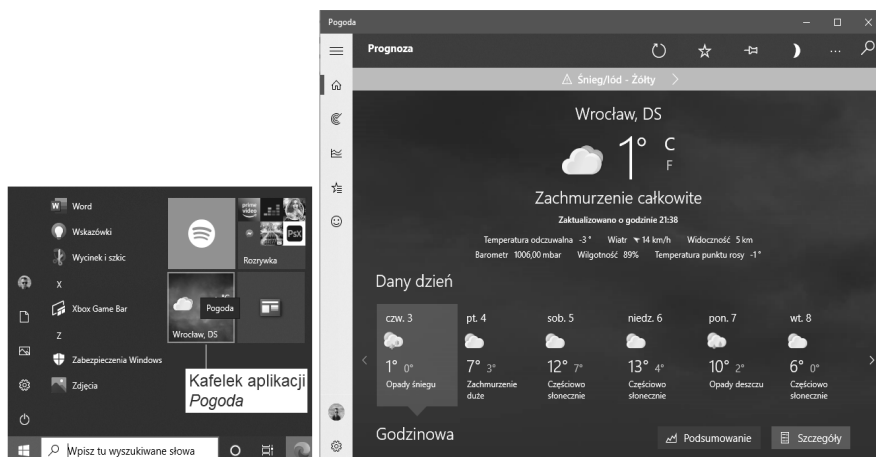 Word
Wskazówki
Wycinek i szkic
X
Xbox Game Bar
Z
Zabezpieczenia Windows
Zdjęcia
Wpisz tu wyszukiwane słowa
prime video
PsX
Rozrywka
°C
Pogoda
Wrocław, DS
Kafelek aplikacji
Pogoda
Pogoda
Prognoza
Śnieg/lód - Żółty
Wrocław, DS
1° C
F
Zachmurzenie całkowite
Zaktualizowano o godzinie 21:38
Temperatura odczuwalna -3° Wiatr 14 km/h Widoczność 5 km
Barometr 1006,00 mbar Wilgotność 89% Temperatura punktu rosy -1°
Dany dzień
czw. 3 pt. 4 sob. 5 niedz. 6 pon. 7 wt. 8
1° 0° 7° 3° 12° 7° 13° 4° 10° 2° 6° 0°
Opady śniegu Zachmurzenie Częściowo Częściowo Opady deszczu Częściowo
duże słonecznie słonecznie słonecznie
Godzinowa
Podsumowanie Szczegóły